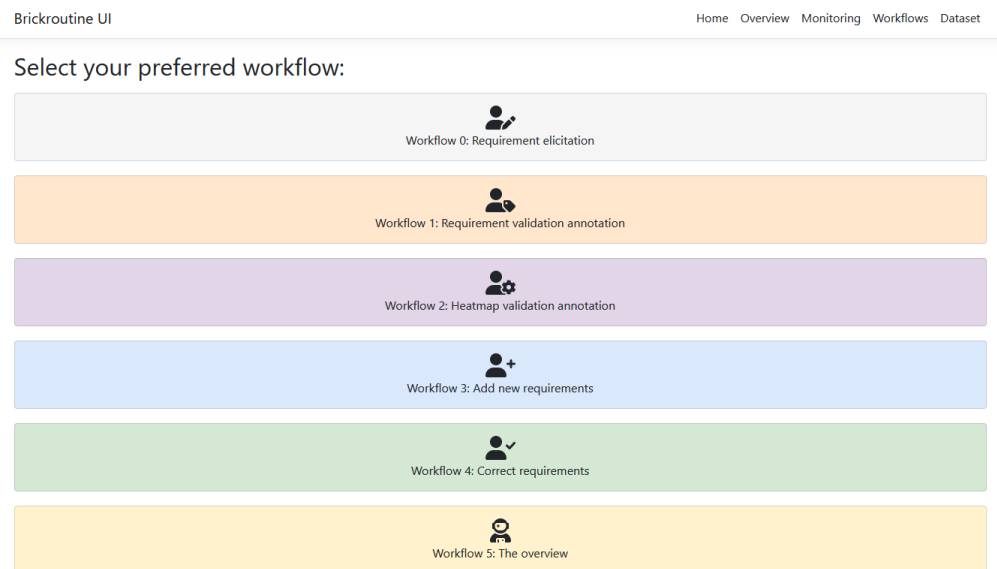 Brickroutine UI
Home Overview Monitoring Workflows Dataset
Select your preferred workflow:
Workflow 0: Requirement elicitation
Workflow 1: Requirement validation annotation
Workflow 2: Heatmap validation annotation
Workflow 3: Add new requirements
Workflow 4: Correct requirements
Workflow 5: The overview